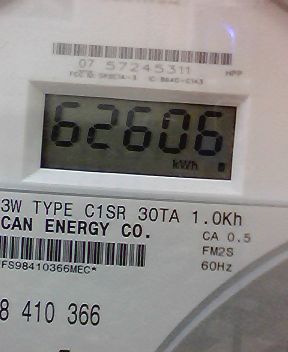 07 57245311 HPP
62606
kWh
3W TYPE C1SR 30TA 1.0Kh
CAN ENERGY CO. CA 0.5
FM2S
*FS98410366MEC* 60Hz
8 410 366